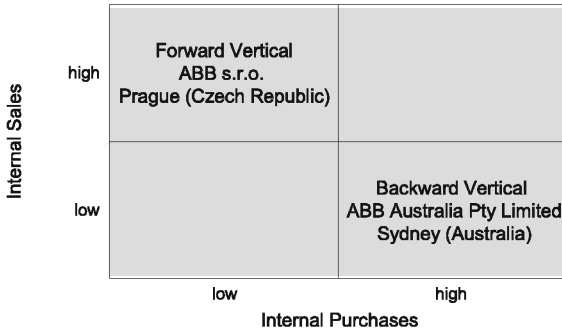 Internal Sales
high
Forward Vertical
ABB s.r.o.
Prague (Czech Republic)
low
Backward Vertical
ABB Australia Pty Limited
Sydney (Australia)
low
high
Internal Purchases